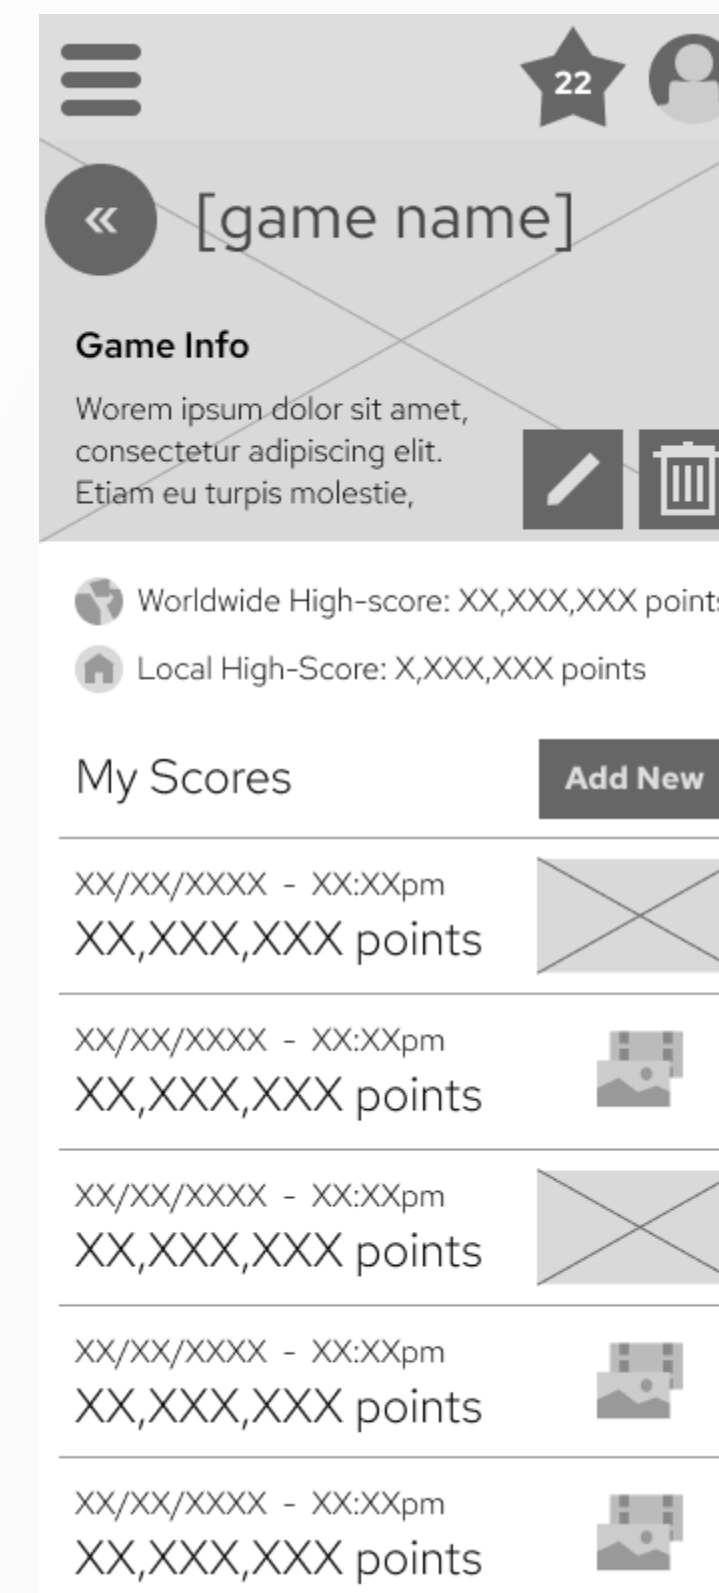 22
«
[game name]
Game Info
Worem ipsum dolor sit amet,
consectetur adipiscing elit.
Etiam eu turpis molestie,
Worldwide High-score: XX,XXX,XXX points
Local High-Score: X,XXX,XXX points
My Scores
Add New
XX/XX/XXXX - XX:XXpm
XX,XXX,XXX points
XX/XX/XXXX - XX:XXpm
XX,XXX,XXX points
XX/XX/XXXX - XX:XXpm
XX,XXX,XXX points
XX/XX/XXXX - XX:XXpm
XX,XXX,XXX points
XX/XX/XXXX - XX:XXpm
XX,XXX,XXX points